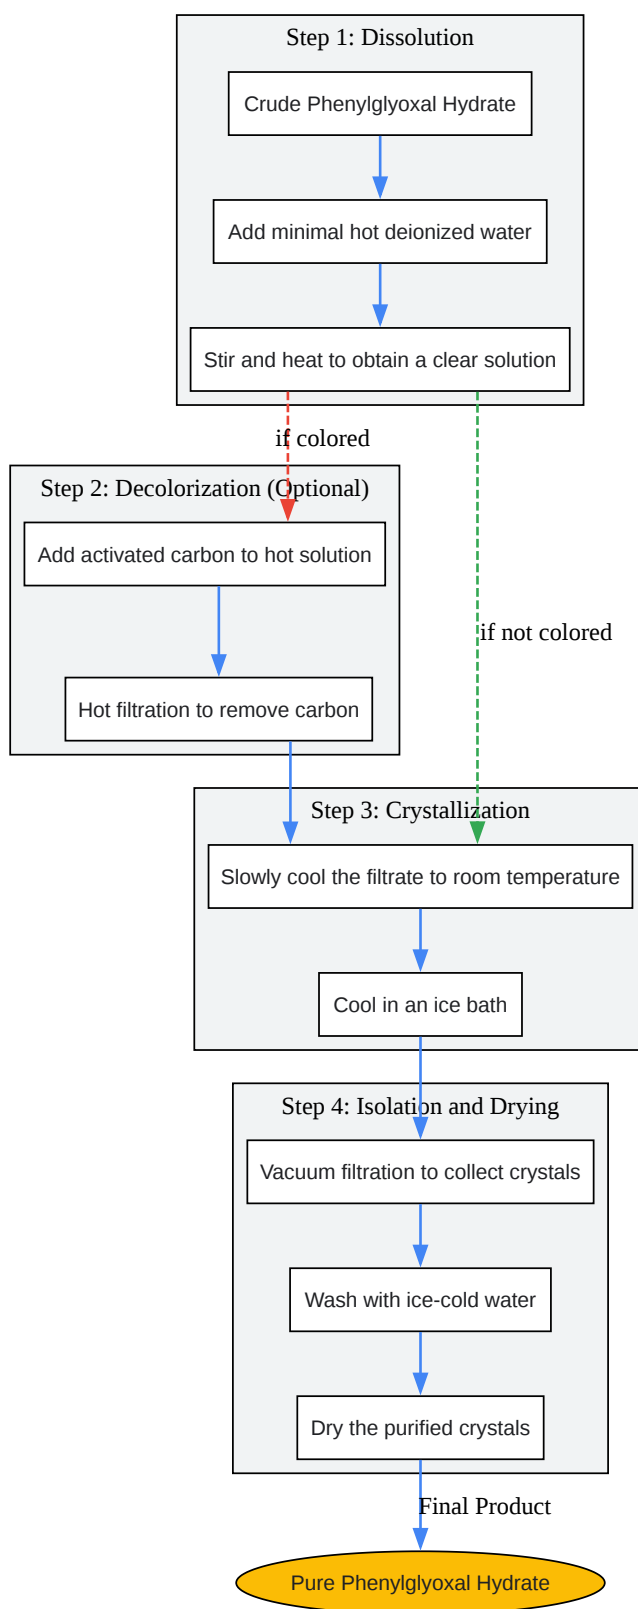 Step 1: Dissolution
Crude Phenylglyoxal Hydrate
Add minimal hot deionized water
Stir and heat to obtain a clear solution
if colored
Step 2: Decolorization (Optional)
Add activated carbon to hot solution
if not colored
Hot filtration to remove carbon
Step 3: Crystallization
Slowly cool the filtrate to room temperature
Cool in an ice bath
Step 4: Isolation and Drying
Vacuum filtration to collect crystals
Wash with ice-cold water
Dry the purified crystals
Final Product
Pure Phenylglyoxal Hydrate